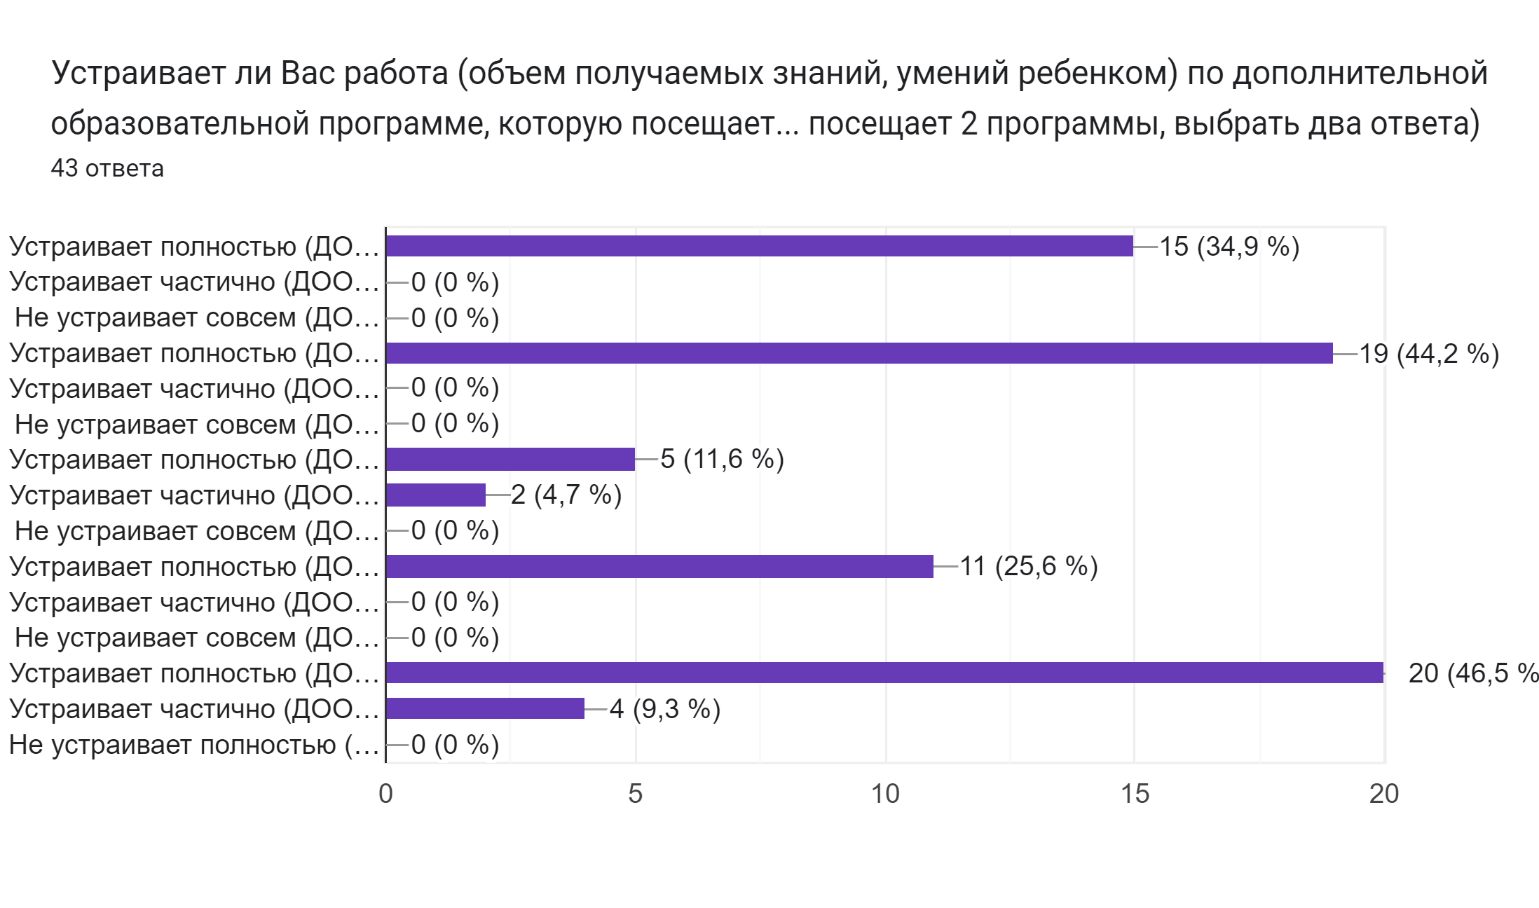 Устраивает ли Вас работа (объем получаемых знаний, умений ребенком) по дополнительной
образовательной программе, которую посещает... посещает 2 программы, выбрать два ответа)
43 ответа
Устраивает полностью (ДО… 15 (34,9 %)
Устраивает частично (ДОО… 0 (0 %)
Не устраивает совсем (ДО… 0 (0 %)
Устраивает полностью (ДО… 19 (44,2 %)
Устраивает частично (ДОО… 0 (0 %)
Не устраивает совсем (ДО… 0 (0 %)
Устраивает полностью (ДО… 5 (11,6 %)
Устраивает частично (ДОО… 2 (4,7 %)
Не устраивает совсем (ДО… 0 (0 %)
Устраивает полностью (ДО… 11 (25,6 %)
Устраивает частично (ДОО… 0 (0 %)
Не устраивает совсем (ДО… 0 (0 %)
Устраивает полностью (ДО… 20 (46,5 %
Устраивает частично (ДОО… 4 (9,3 %)
Не устраивает полностью (… 0 (0 %)
0 5 10 15 20